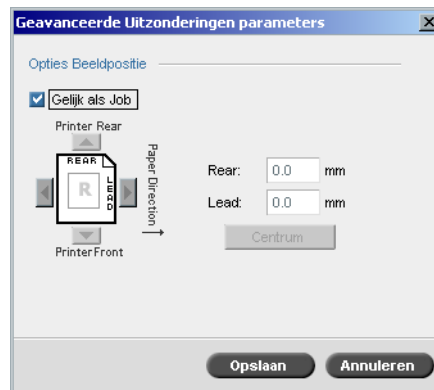 Geavanceerde Uitzonderingen parameters
Opties Beeldpositie
Gelijk als Job
Printer Rear
REAR
LEAD
R
Paper Direction
Printer Front
Rear: 0.0 mm
Lead: 0.0 mm
Centrum
Opslaan Annuleren